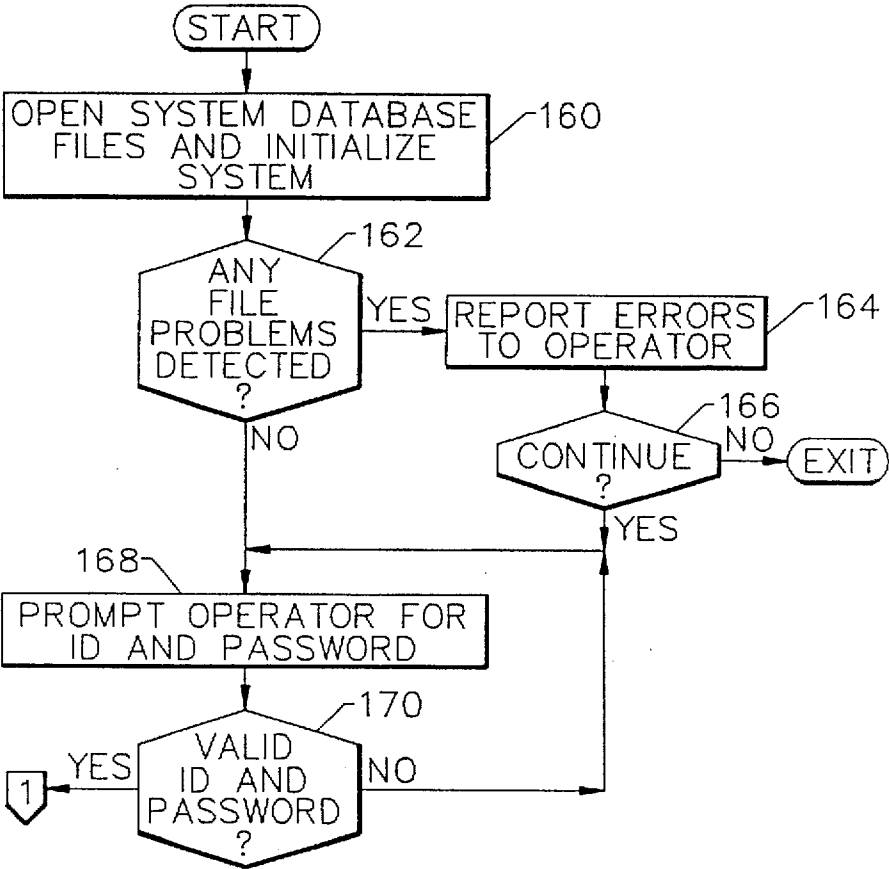 START
OPEN SYSTEM DATABASE
FILES AND INITIALIZE
SYSTEM
160
162
ANY
FILE
PROBLEMS
DETECTED
?
YES
NO
REPORT ERRORS
TO OPERATOR
164
166
CONTINUE
?
NO
EXIT
YES
168
PROMPT OPERATOR FOR
ID AND PASSWORD
170
VALID
ID AND
PASSWORD
?
YES
1
NO